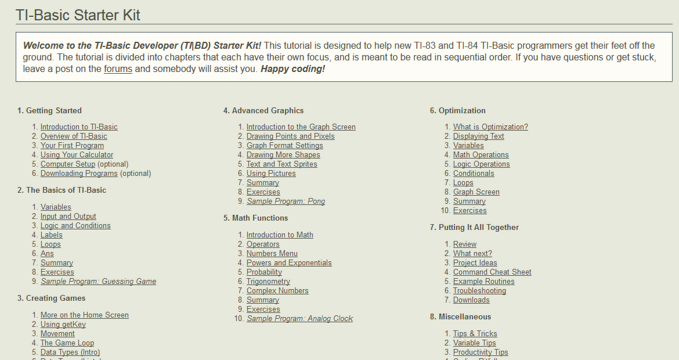 TI-Basic Starter Kit
Welcome to the TI-Basic Developer (TI|BD) Starter Kit! This tutorial is designed to help new TI-83 and TI-84 TI-Basic programmers get their feet off the
ground. The tutorial is divided into chapters that each have their own focus, and is meant to be read in sequential order. If you have questions or get stuck,
leave a post on the forums and somebody will assist you. Happy coding!
1. Getting Started
1. Introduction to TI-Basic
2. Overview of TI-Basic
3. Your First Program
4. Using Your Calculator
5. Computer Setup (optional)
6. Downloading Programs (optional)
2. The Basics of TI-Basic
1. Variables
2. Input and Output
3. Logic and Conditions
4. Labels
5. Loops
6. Ans
7. Summary
8. Exercises
9. Sample Program: Guessing Game
3. Creating Games
1. More on the Home Screen
2. Using getKey
3. Movement
4. The Game Loop
5. Data Types (Intro)
4. Advanced Graphics
1. Introduction to the Graph Screen
2. Drawing Points and Pixels
3. Graph Format Settings
4. Drawing More Shapes
5. Text and Text Sprites
6. Using Pictures
7. Summary
8. Exercises
9. Sample Program: Pong
5. Math Functions
1. Introduction to Math
2. Operators
3. Numbers Menu
4. Powers and Exponentials
5. Probability
6. Trigonometry
7. Complex Numbers
8. Summary
9. Exercises
10. Sample Program: Analog Clock
6. Optimization
1. What is Optimization?
2. Displaying Text
3. Variables
4. Math Operations
5. Logic Operations
6. Conditionals
7. Loops
8. Graph Screen
9. Summary
10. Exercises
7. Putting It All Together
1. Review
2. What next?
3. Project Ideas
4. Command Cheat Sheet
5. Example Routines
6. Troubleshooting
7. Downloads
8. Miscellaneous
1. Tips & Tricks
2. Variable Tips
3. Productivity Tips